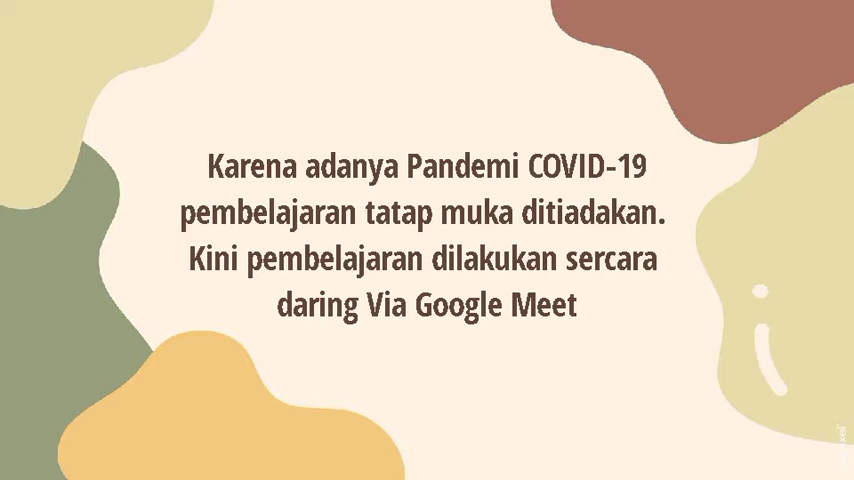 Karena adanya Pandemi COVID-19
pembelajaran tatap muka ditiadakan.
Kini pembelajaran dilakukan sercara
daring Via Google Meet